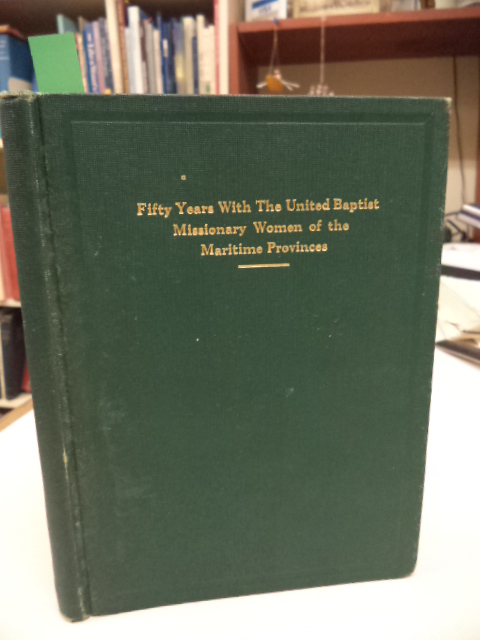 Fifty Years With The United Baptist
Missionary Women of the
Maritime Provinces